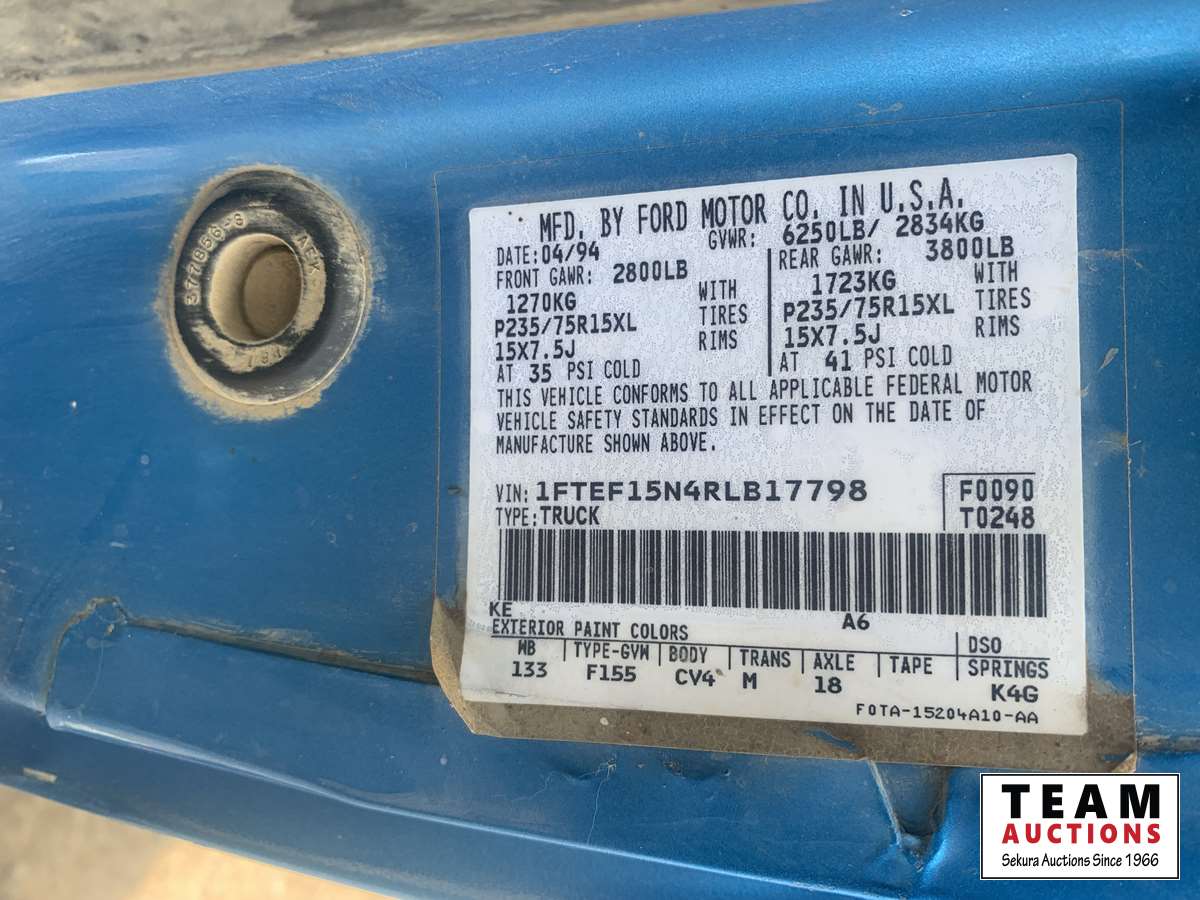 377856-S
AFK
MFD. BY FORD MOTOR CO. IN U.S.A.
DATE: 04/94 GVWR: 6250LB/ 2834KG
FRONT GAWR: 2800LB REAR GAWR: 3800LB
1270KG WITH 1723KG WITH
P235/75R15XL TIRES P235/75R15XL TIRES
15X7.5J RIMS 15X7.5J RIMS
AT 35 PSI COLD AT 41 PSI COLD
THIS VEHICLE CONFORMS TO ALL APPLICABLE FEDERAL MOTOR
VEHICLE SAFETY STANDARDS IN EFFECT ON THE DATE OF
MANUFACTURE SHOWN ABOVE.
VIN: 1FTEF15N4RLB17798 F0090
TYPE: TRUCK T0248
KE A6
EXTERIOR PAINT COLORS DSO
WB TYPE-GVW BODY TRANS AXLE TAPE SPRINGS
133 F155 CV4 M 18 K4G
F0TA-15204A10-AA
TEAM
AUCTIONS
Sekura Auctions Since 1966